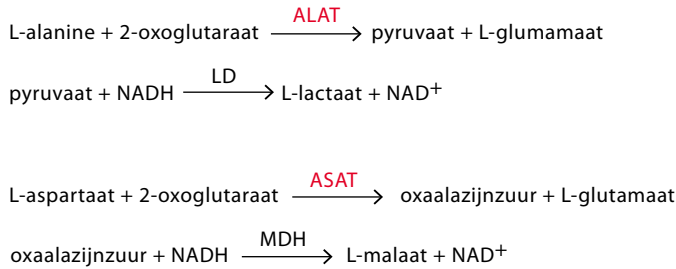 ALAT
L-alanine + 2-oxoglutaraat → pyruvaat + L-glumamaat
LD
pyruvaat + NADH → L-lactaat + NAD+
ASAT
L-aspartaat + 2-oxoglutaraat → oxaalazijnzuur + L-glutamaat
MDH
oxaalazijnzuur + NADH → L-malaat + NAD+